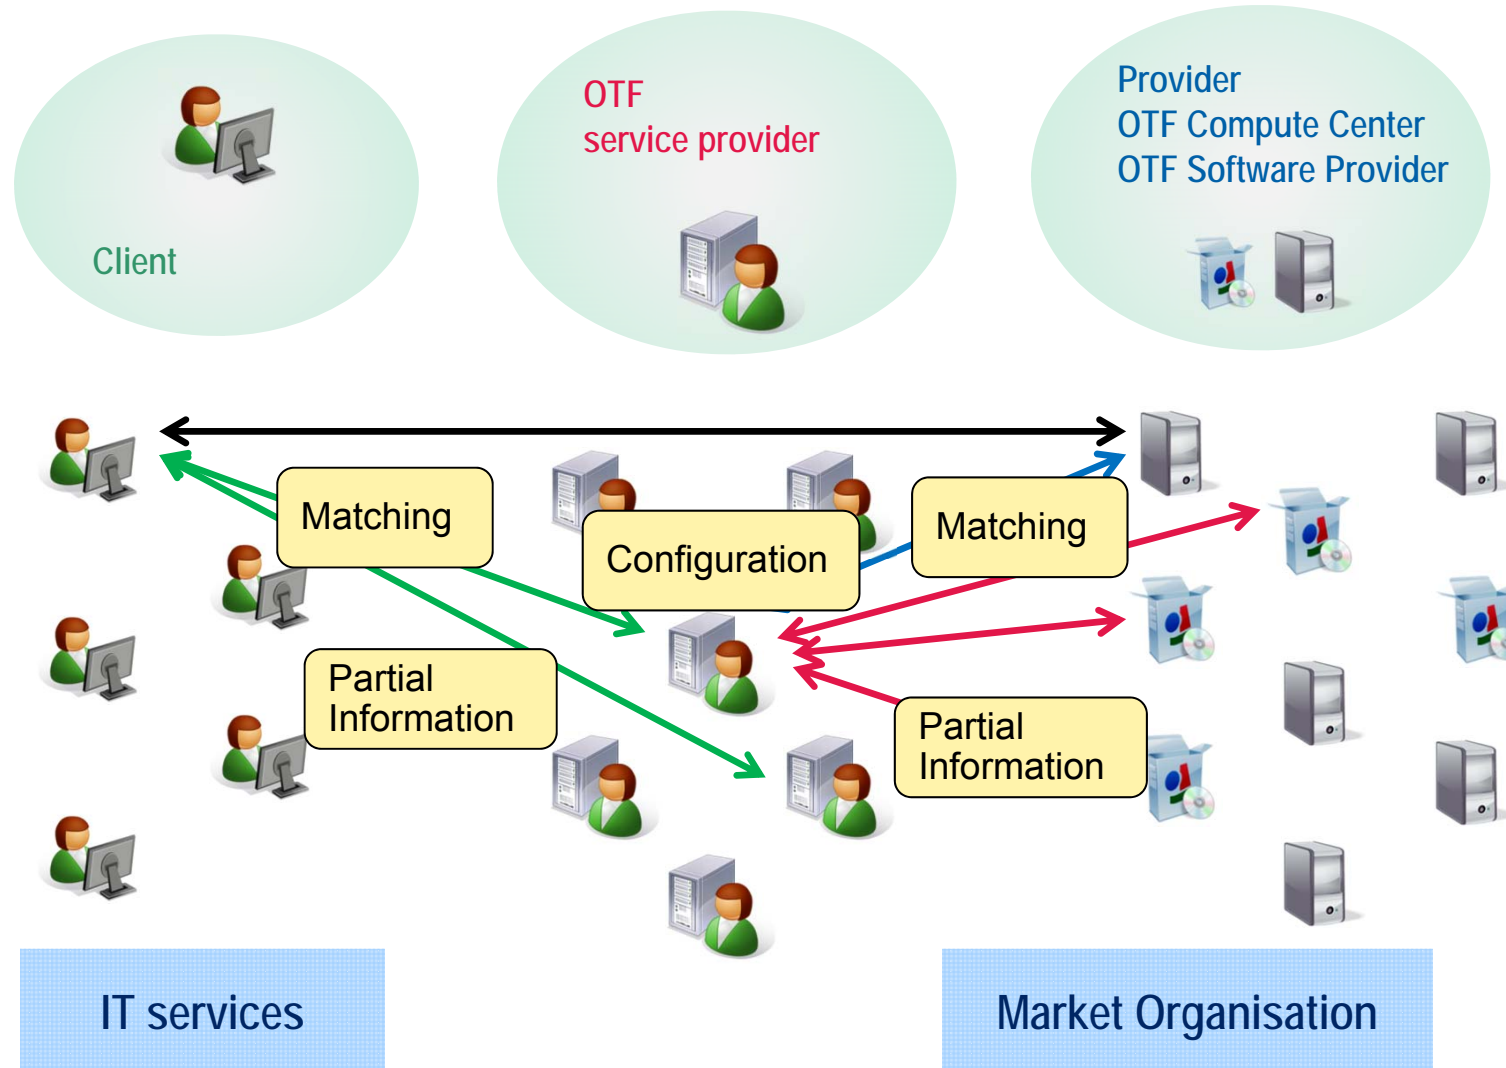 Client
OTF
service provider
Provider
OTF Compute Center
OTF Software Provider
Matching
Configuration
Matching
Partial
Information
Partial
Information
IT services
Market Organisation